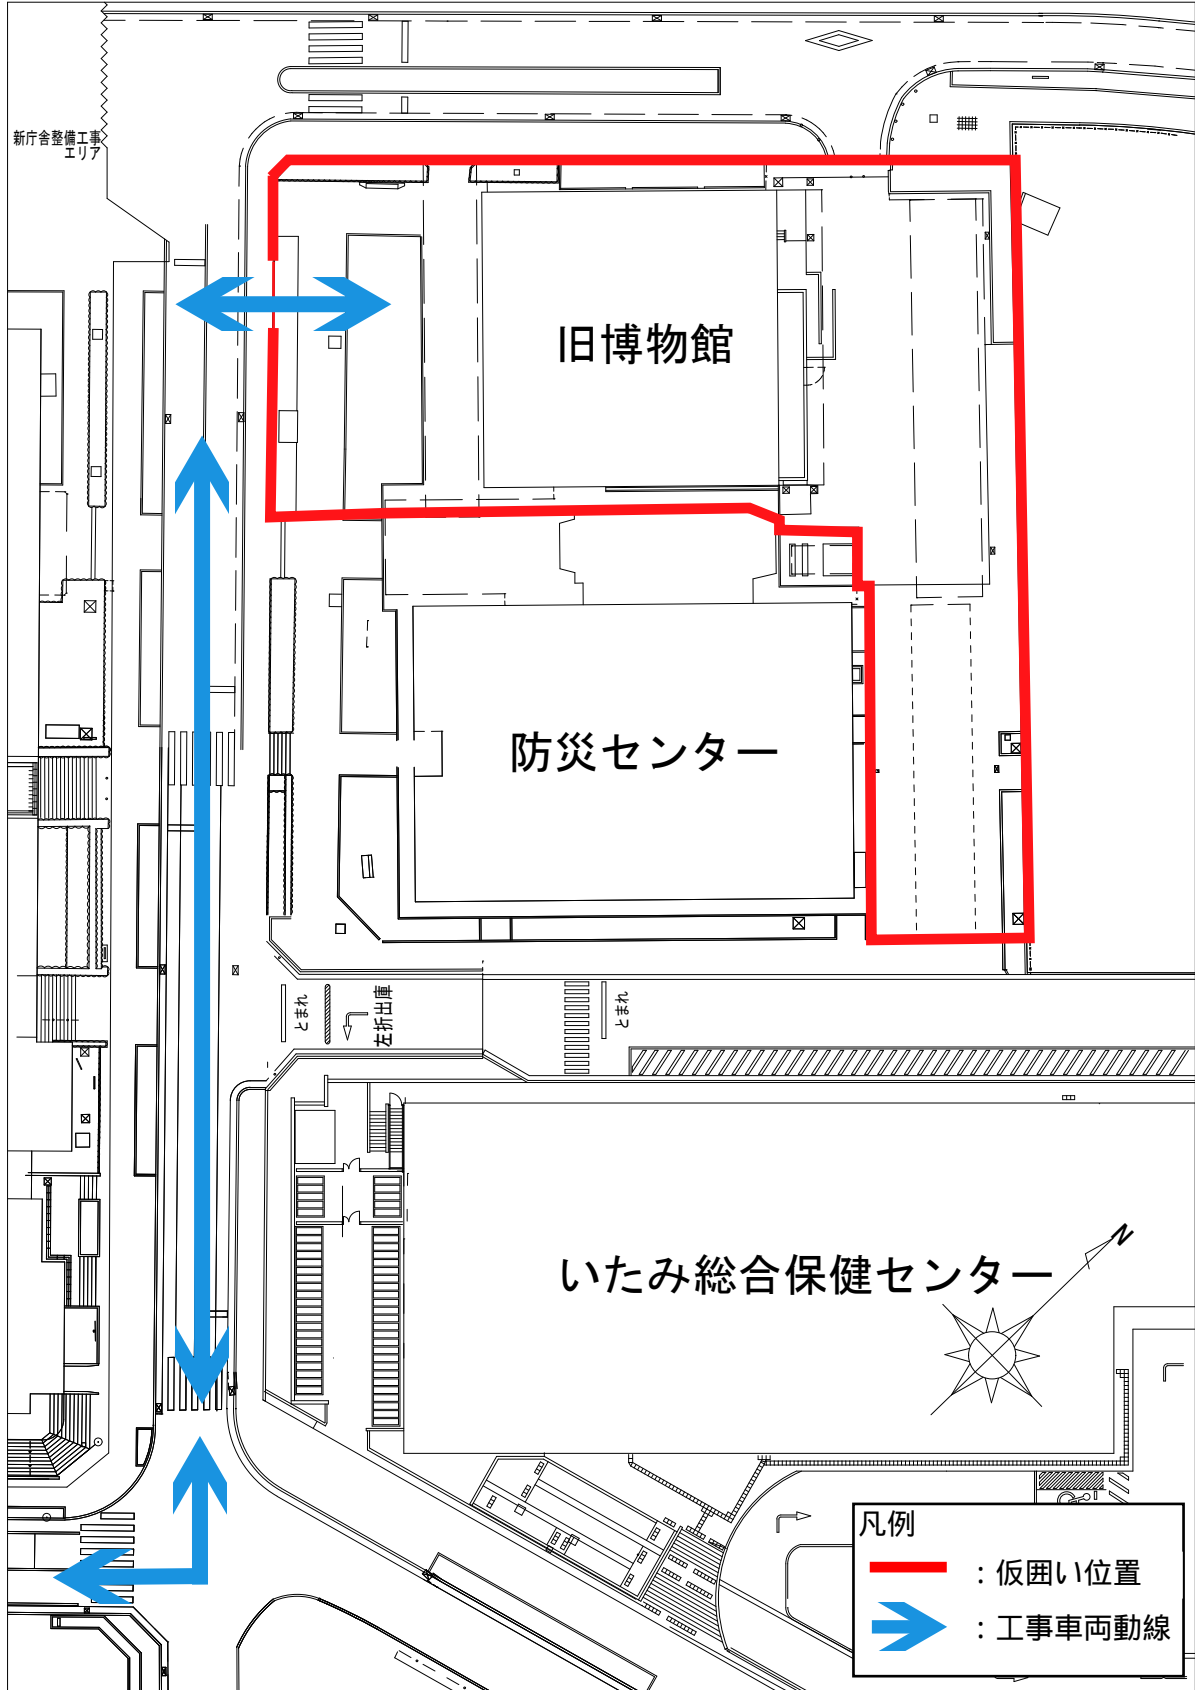 新庁舎整備工事
エリア
旧博物館
防災センター
とまれ
左折出庫
とまれ
いたみ総合保健センター
N
凡例
：仮囲い位置
：工事車両動線